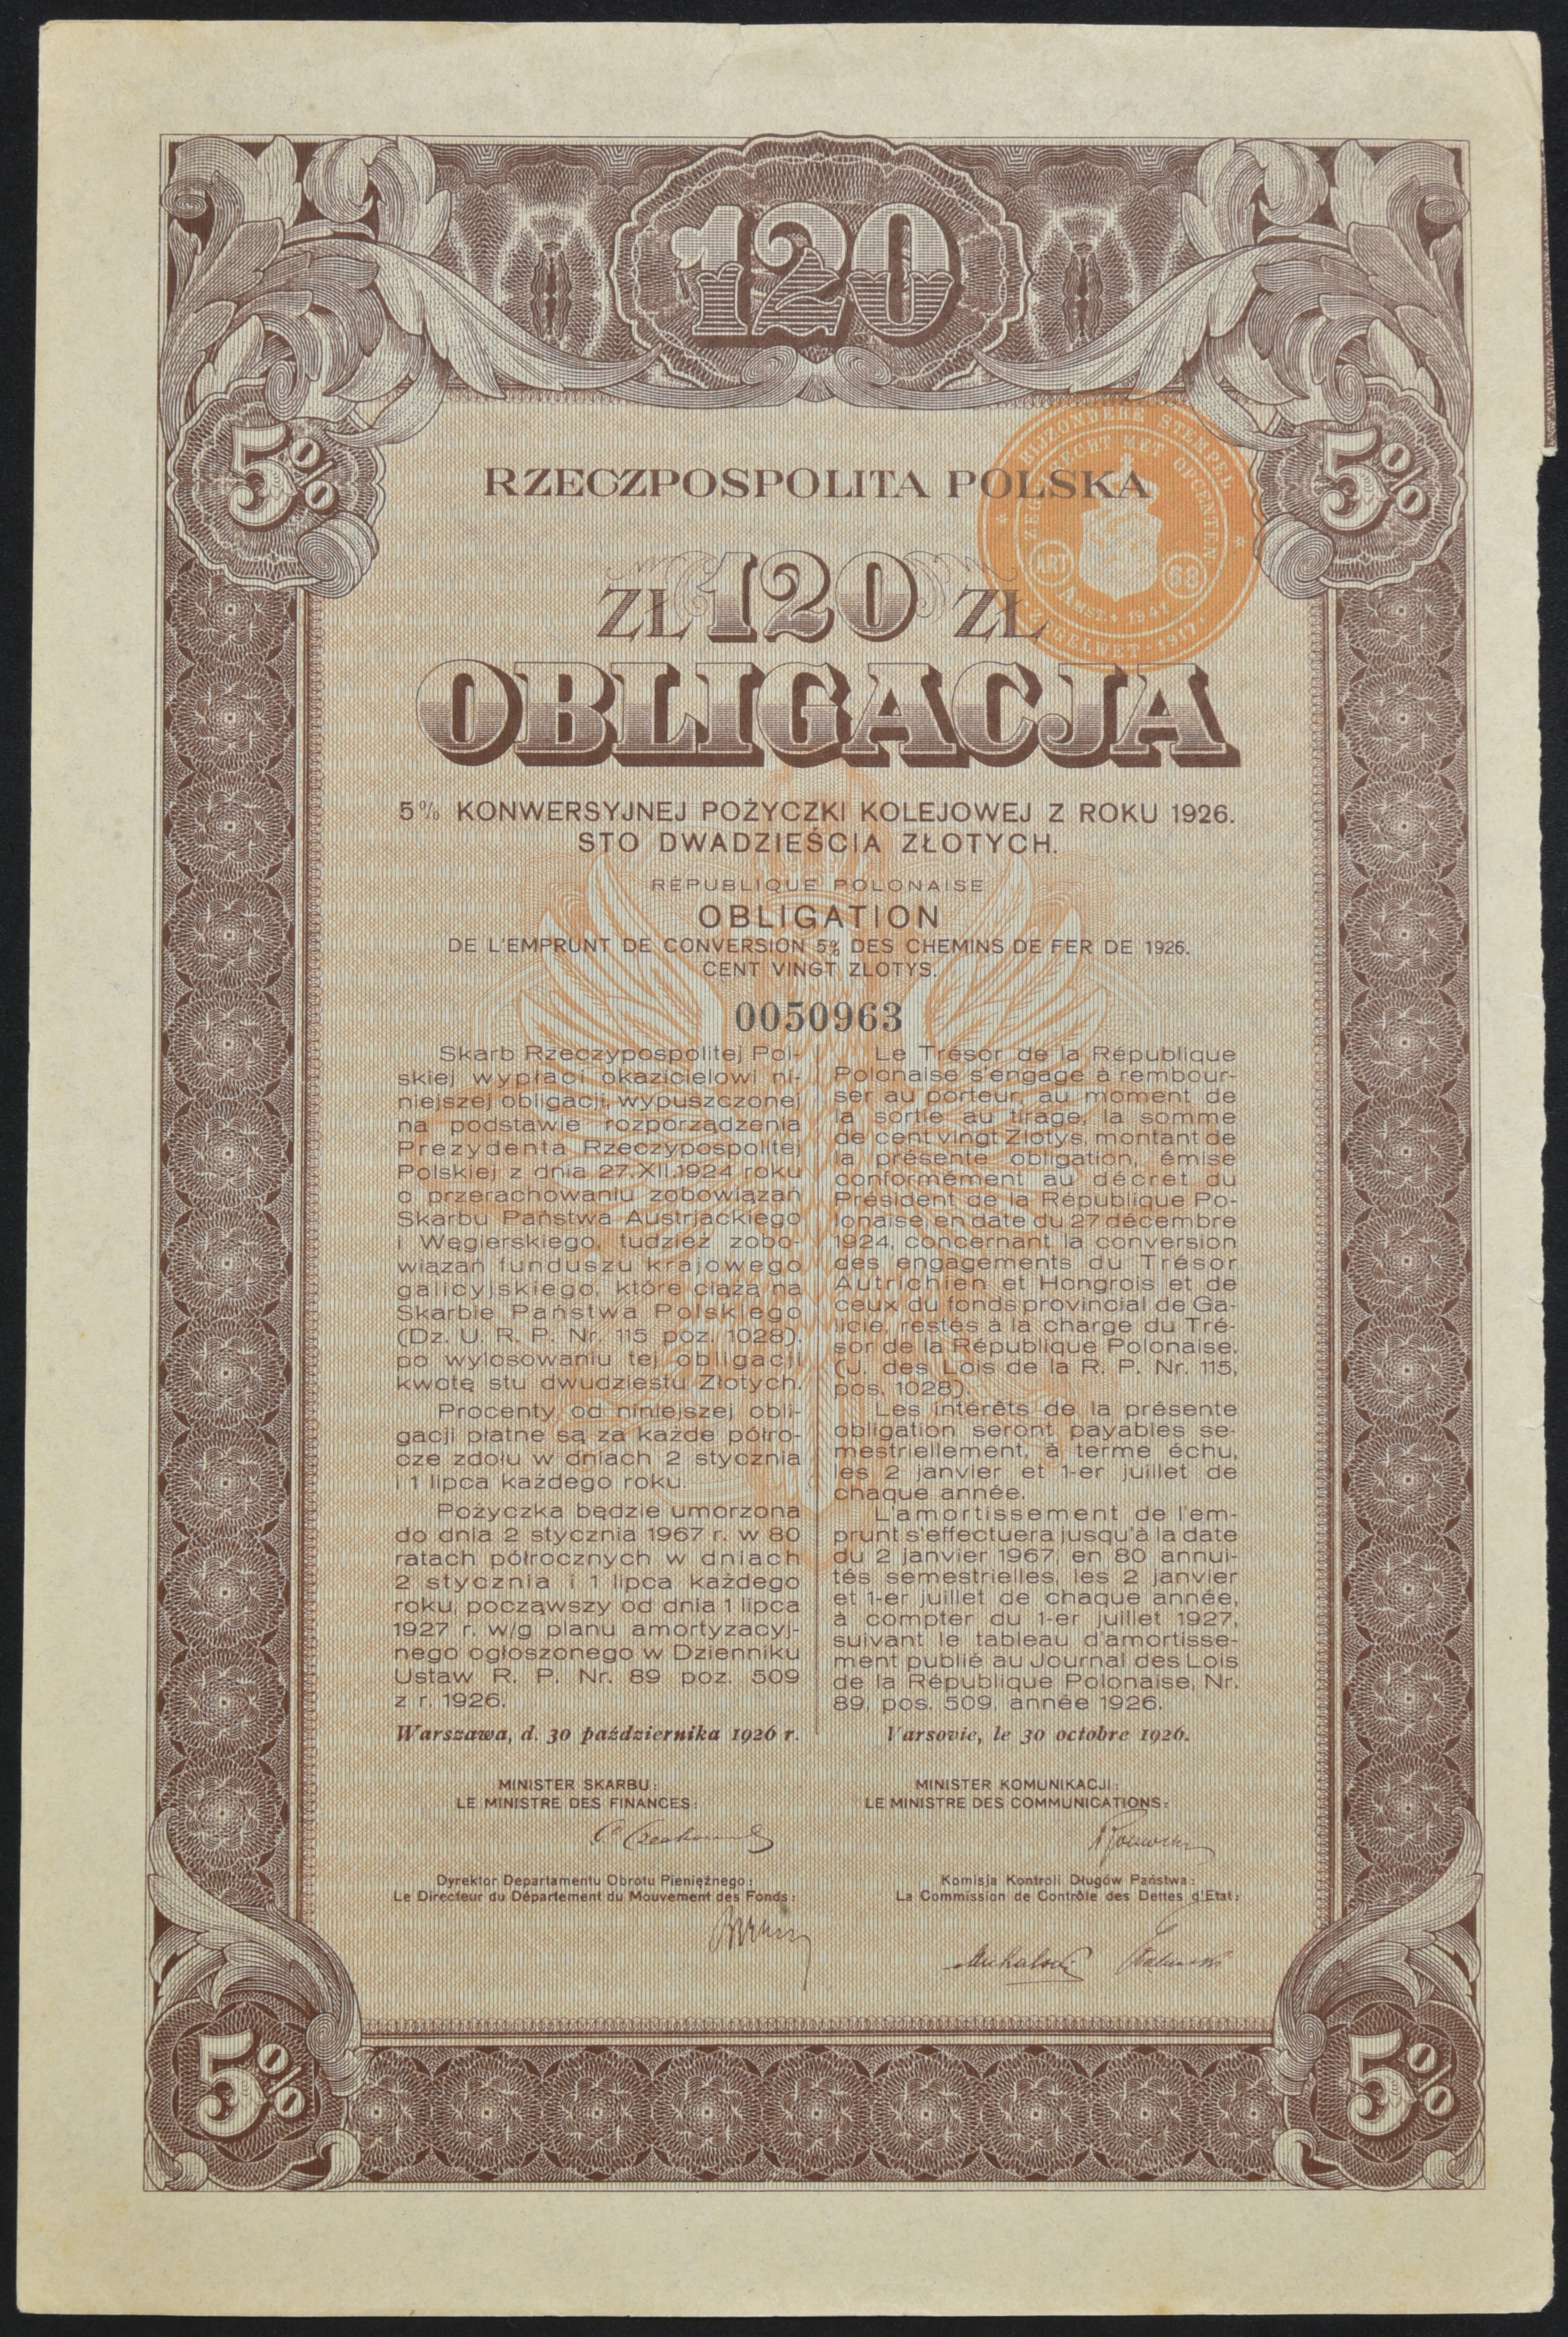 120
5%
5%
RZECZPOSPOLITA POLSKA
BIJZONDERE STEMPEL
ZEGELRECHT MET OPCENTEN
68
AMST. 1941
ZEGELWET-1917
ZŁ 120 ZŁ
OBLIGACJA
5% KONWERSYJNEJ POŻYCZKI KOLEJOWEJ Z ROKU 1926.
STO DWADZIEŚCIA ZŁOTYCH.
RÉPUBLIQUE POLONAISE
OBLIGATION
DE L'EMPRUNT DE CONVERSION 5% DES CHEMINS DE FER DE 1926.
CENT VINGT ZLOTYS.
0050963
Skarb Rzeczypospolitej Pol-
skiej wypłaci okazicielowi ni-
niejszej obligacji, wypuszczonej
na podstawie rozporządzenia
Prezydenta Rzeczypospolitej
Polskiej z dnia 27.XII.1924 roku
o przerachowaniu zobowiązań
Skarbu Państwa Austrjackiego
i Węgierskiego, tudzież zobo-
wiązań funduszu krajowego
galicyjskiego, które ciążą na
Skarbie Państwa Polskiego
(Dz. U. R. P. Nr. 115 poz. 1028),
po wylosowaniu tej obligacji
kwotę stu dwudziestu Złotych.
Procenty od niniejszej obli-
gacji płatne są za każde półro-
cze zdołu w dniach 2 stycznia
i 1 lipca każdego roku.
Pożyczka będzie umorzona
do dnia 2 stycznia 1967 r. w 80
ratach półrocznych w dniach
2 stycznia i 1 lipca każdego
roku, począwszy od dnia 1 lipca
1927 r. w/g planu amortyzacyj-
nego ogłoszonego w Dzienniku
Ustaw R. P. Nr. 89 poz. 509
z r. 1926.
Warszawa, d. 30 października 1926 r.
Le Trésor de la République
Polonaise s'engage à rembour-
ser au porteur, au moment de
la sortie au tirage, la somme
de cent vingt Zlotys, montant de
la présente obligation, émise
conformément au décret du
Président de la République Po-
lonaise, en date du 27 décembre
1924, concernant la conversion
des engagements du Trésor
Autrichien et Hongrois et de
ceux du fonds provincial de Ga-
licie, restés à la charge du Tré-
sor de la République Polonaise.
(J. des Lois de la R. P. Nr. 115,
pos. 1028).
Les intérêts de la présente
obligation seront payables se-
mestriellement, à terme échu,
les 2 janvier et 1-er juillet de
chaque année.
L'amortissement de l'em-
prunt s'effectuera jusqu'à la date
du 2 janvier 1967, en 80 annui-
tés semestrielles, les 2 janvier
et 1-er juillet de chaque année,
à compter du 1-er juillet 1927,
suivant le tableau d'amortisse-
ment publié au Journal des Lois
de la République Polonaise, Nr.
89, pos. 509, année 1926.
Varsovie, le 30 octobre 1926.
MINISTER SKARBU:
LE MINISTRE DES FINANCES:
MINISTER KOMUNIKACJI:
LE MINISTRE DES COMMUNICATIONS:
Dyrektor Departamentu Obrotu Pieniężnego:
Le Directeur du Département du Mouvement des Fonds:
Komisja Kontroli Długów Państwa:
La Commission de Contrôle des Dettes d'Etat:
5%
5%